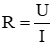 R = U/I